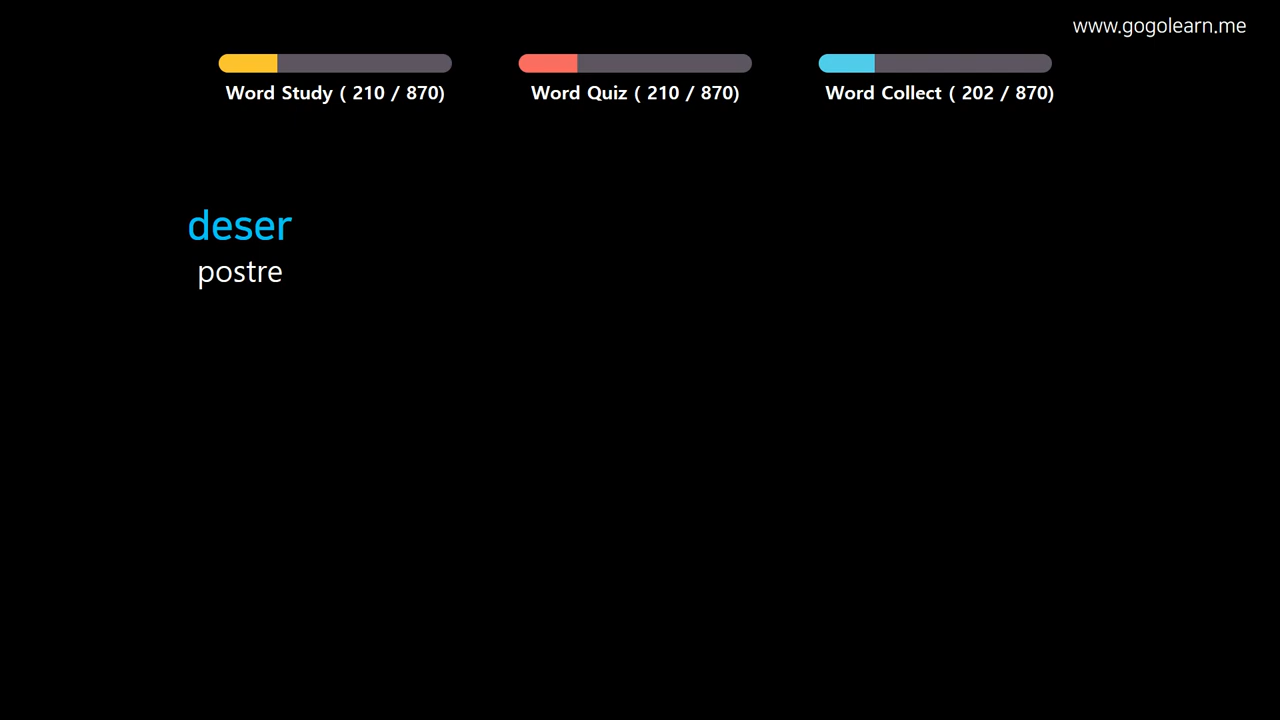 www.gogolearn.me
Word Study ( 210 / 870)
Word Quiz ( 210 / 870)
Word Collect ( 202 / 870)
deser
postre